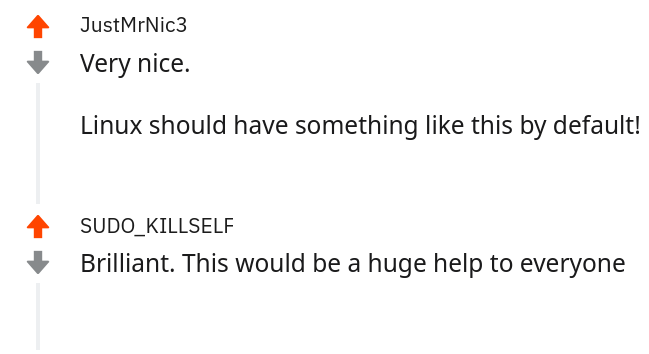 JustMrNic3
Very nice.
Linux should have something like this by default!
SUDO_KILLSELF
Brilliant. This would be a huge help to everyone